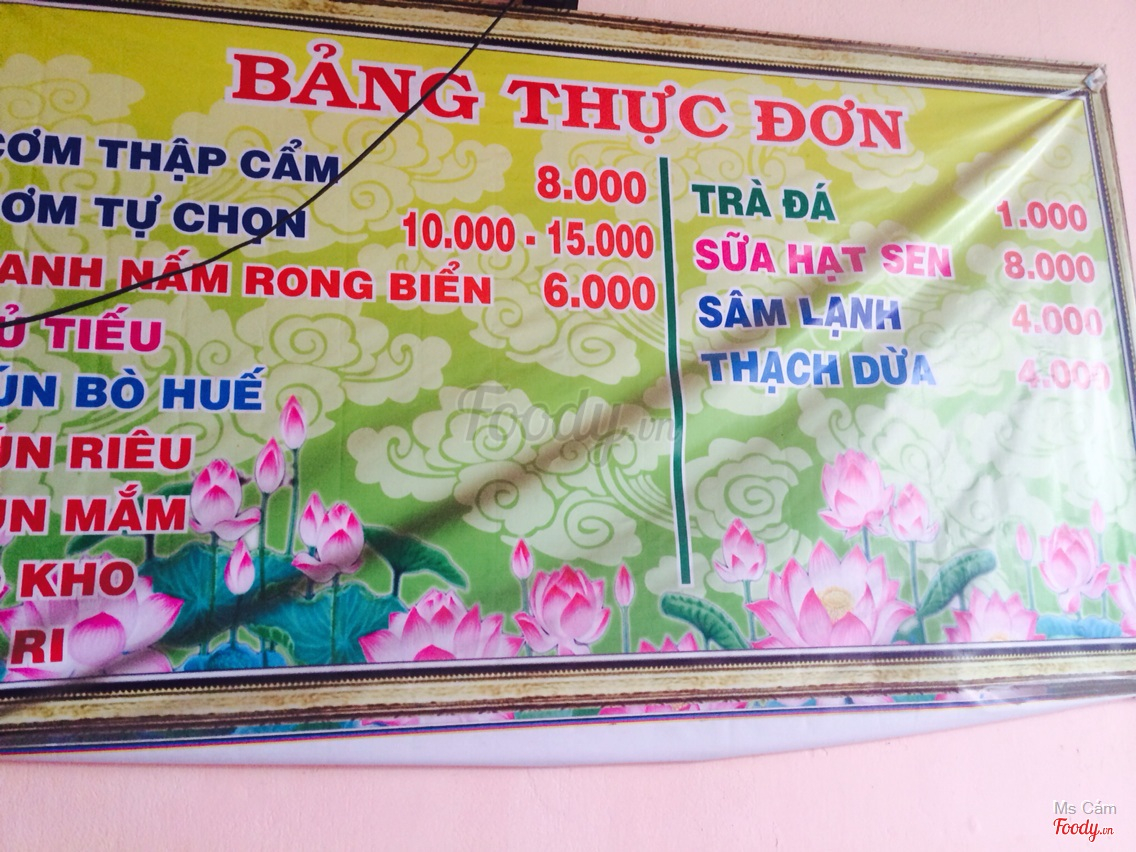 BẢNG THỰC ĐƠN
CƠM THẬP CẨM 8.000
ƠM TỰ CHỌN 10.000 - 15.000
ANH NẤM RONG BIỂN 6.000
Ủ TIẾU
ÚN BÒ HUẾ
ÚN RIÊU
ÚN MẮM
KHO
RI
TRÀ ĐÁ 1.000
SỮA HẠT SEN 8.000
SÂM LẠNH 4.000
THẠCH DỪA 4.000
Foody.vn
Ms Cám
Foody.vn